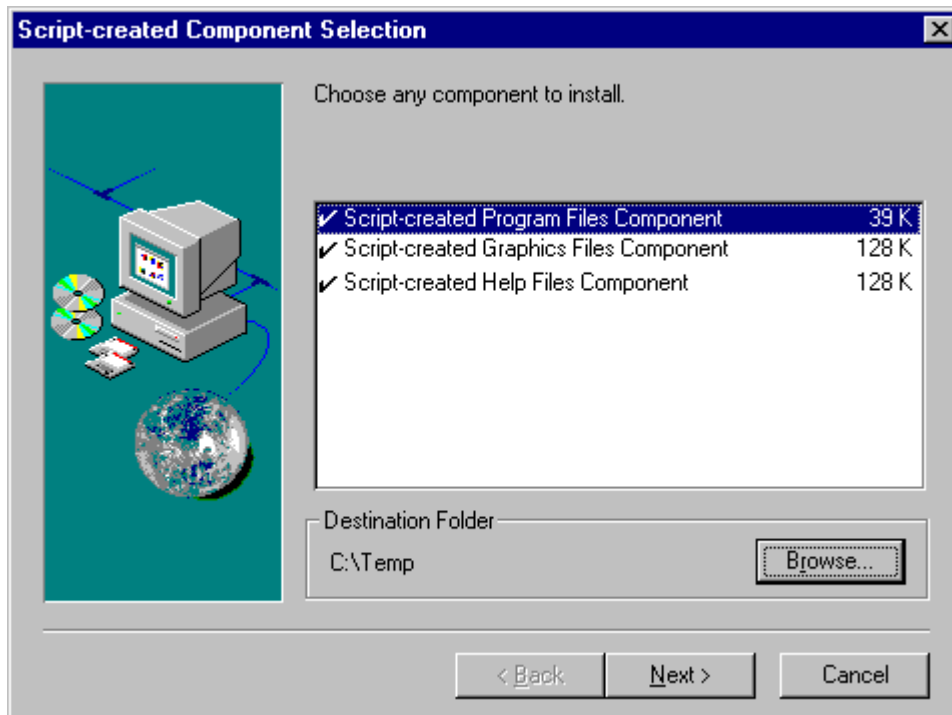 Script-created Component Selection
Choose any component to install.
✔ Script-created Program Files Component 39 K
✔ Script-created Graphics Files Component 128 K
✔ Script-created Help Files Component 128 K
Destination Folder
C:\Temp
Browse...
< Back
Next >
Cancel